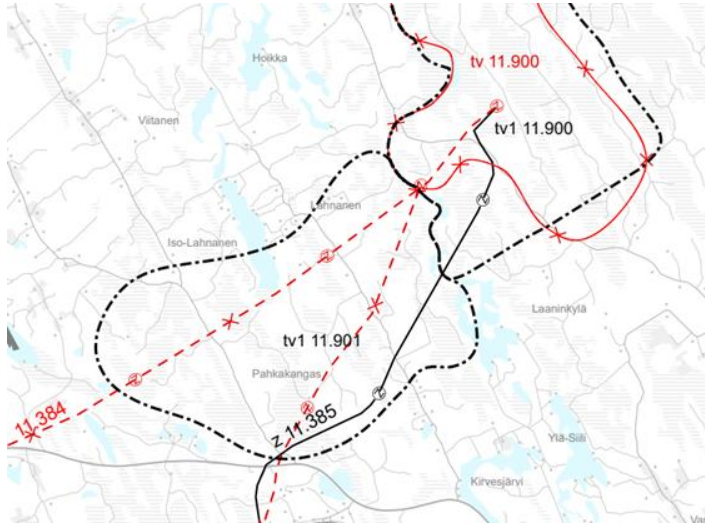 Hoikka
tv 11.900
Viitanen
tv1 11.900
Lahnanen
Iso-Lahnanen
Laaninkylä
tv1 11.901
Pahkakangas
11.384
z 11.385
Ylä-Siili
Kirvesjärvi